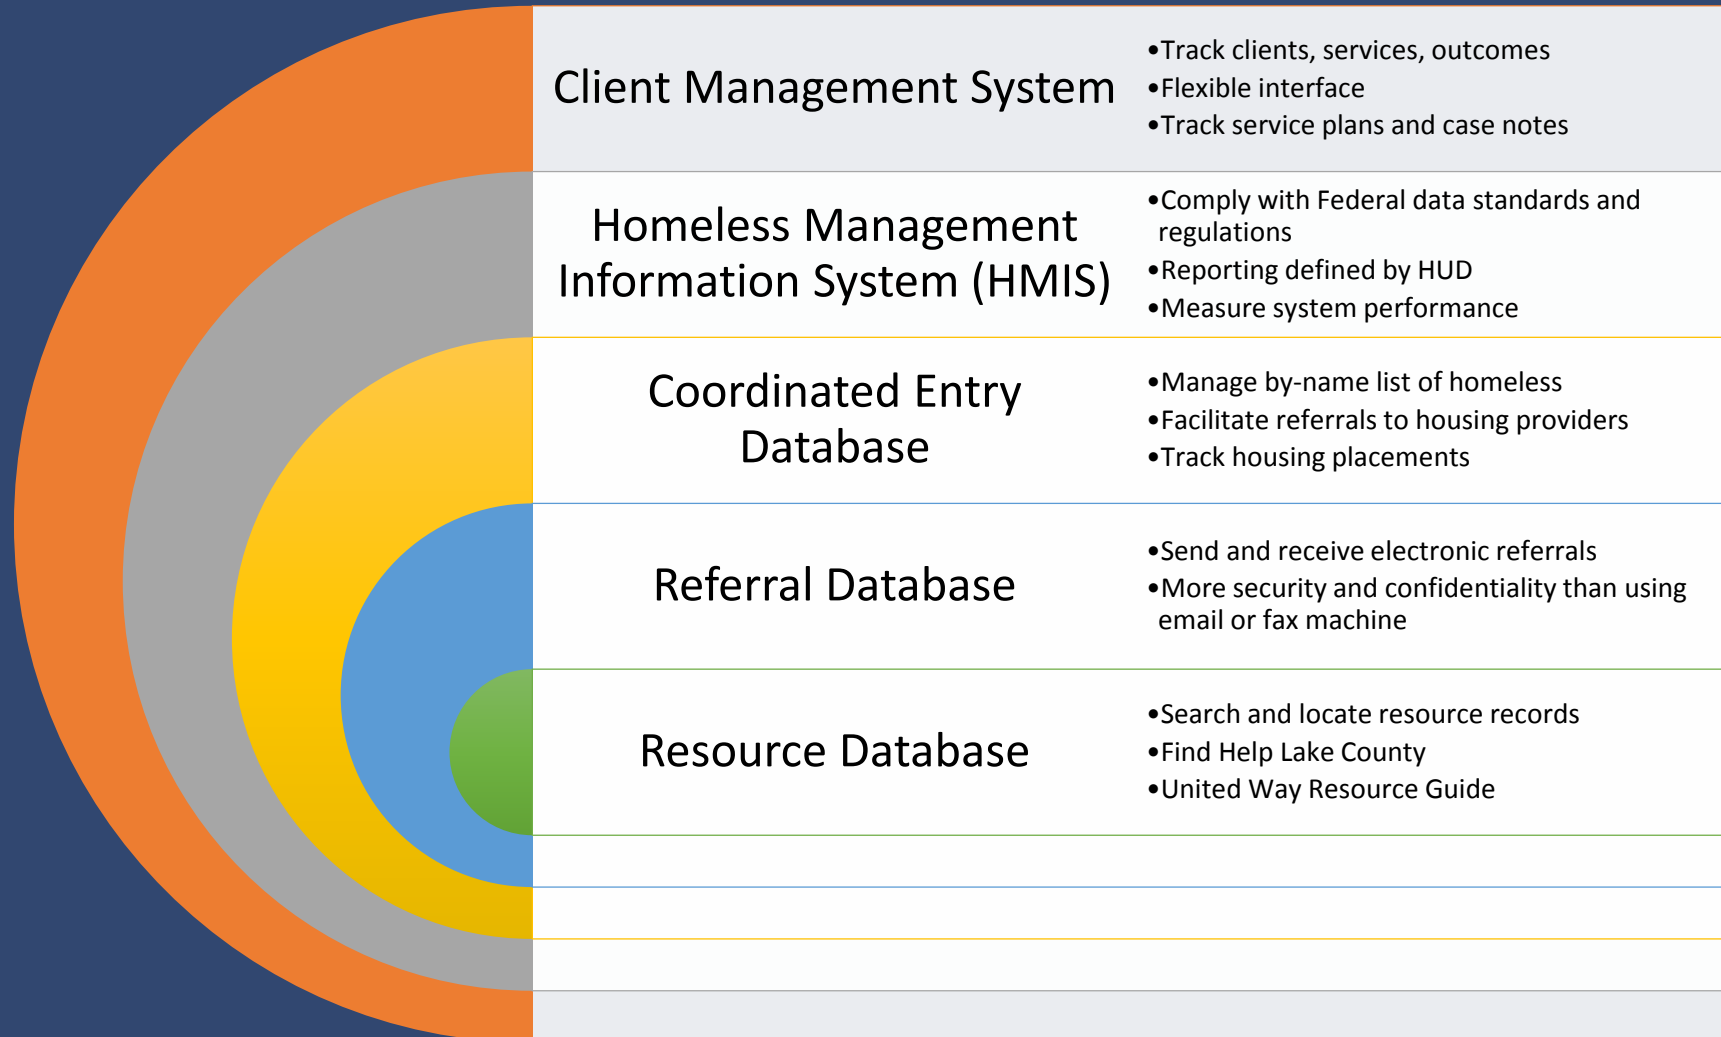 Client Management System
•Track clients, services, outcomes
•Flexible interface
•Track service plans and case notes
Homeless Management
Information System (HMIS)
•Comply with Federal data standards and
regulations
•Reporting defined by HUD
•Measure system performance
Coordinated Entry
Database
•Manage by-name list of homeless
•Facilitate referrals to housing providers
•Track housing placements
Referral Database
•Send and receive electronic referrals
•More security and confidentiality than using
email or fax machine
Resource Database
•Search and locate resource records
•Find Help Lake County
•United Way Resource Guide